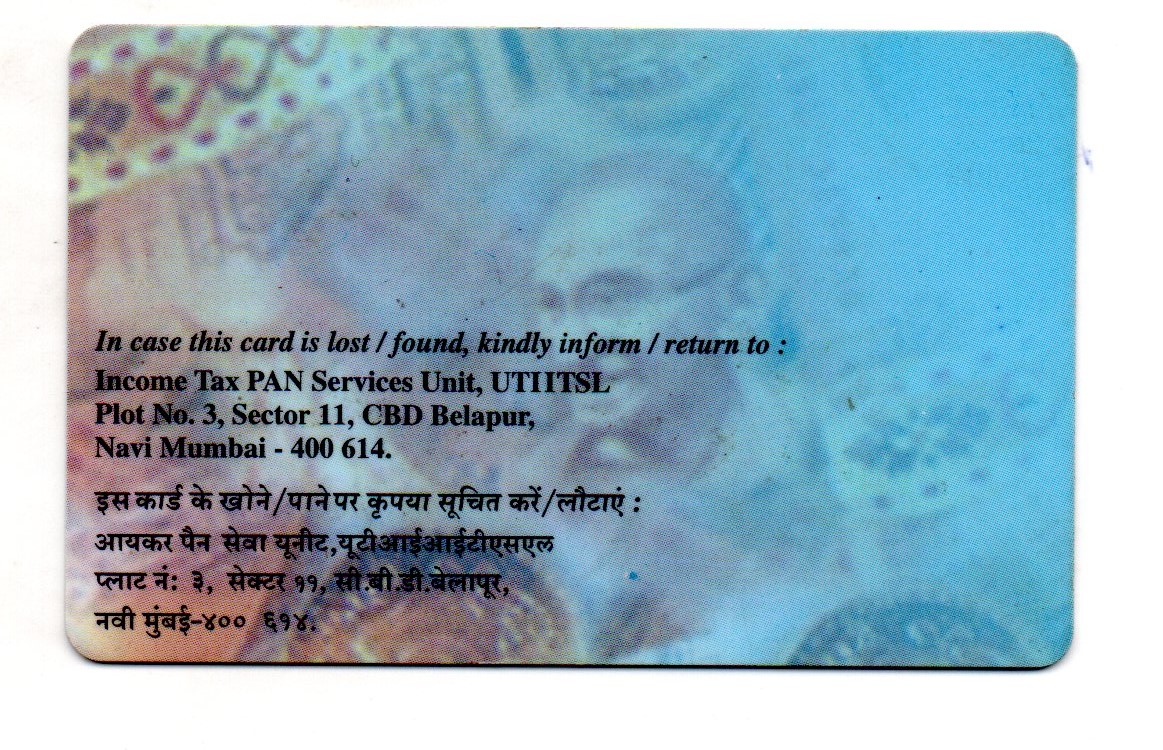 In case this card is lost / found, kindly inform / return to :
Income Tax PAN Services Unit, UTIITSL
Plot No. 3, Sector 11, CBD Belapur,
Navi Mumbai - 400 614.
इस कार्ड के खोने/पाने पर कृपया सूचित करें/लौटाएं :
आयकर पैन सेवा यूनीट,यूटीआईआईटीएसएल
प्लाट नं: ३, सेक्टर ११, सी.बी.डी.बेलापूर,
नवी मुंबई-४०० ६१४.